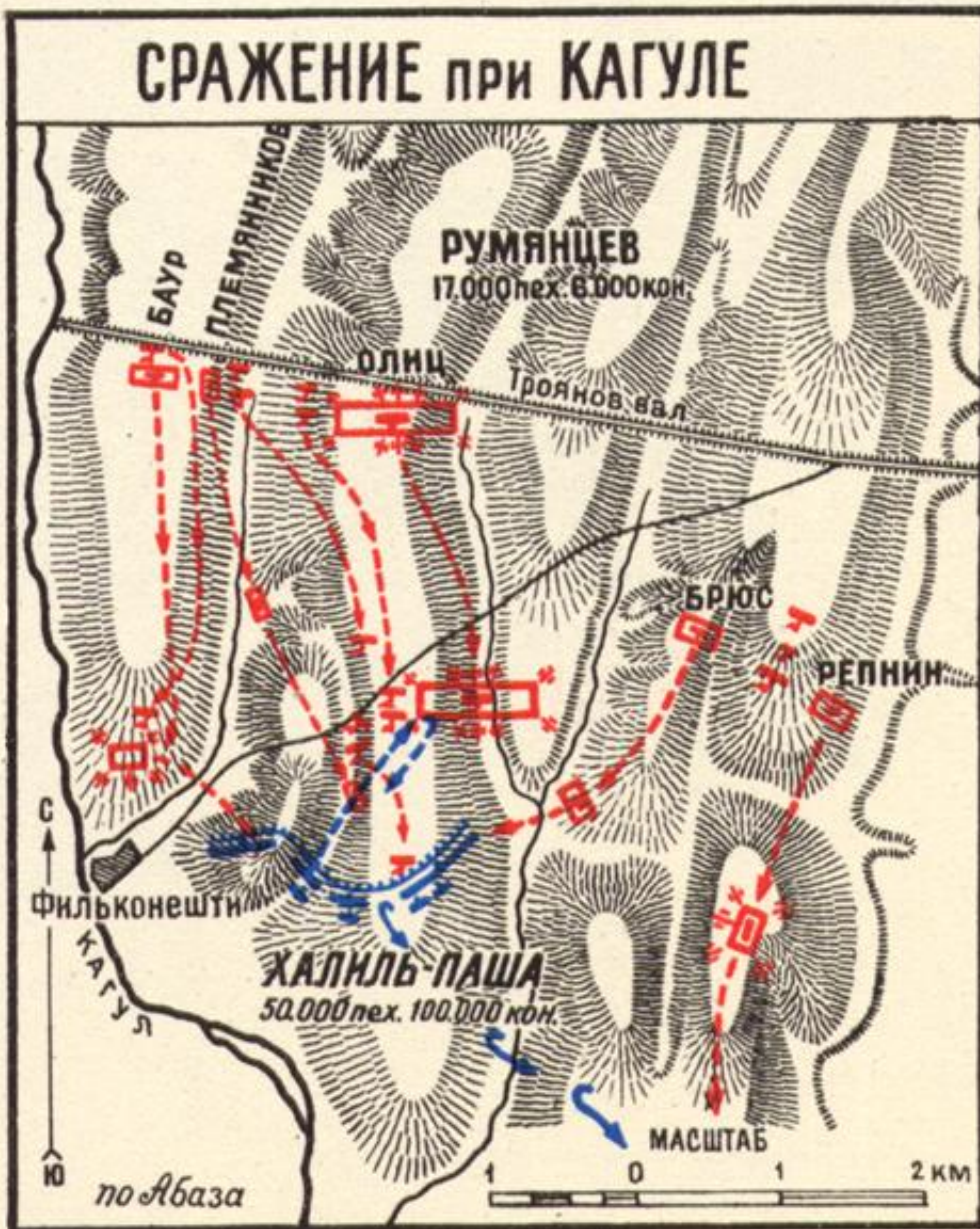 СРАЖЕНИЕ при КАГУЛЕ
БАУР
ПЛЕМЯННИКОВ
РУМЯНЦЕВ
17.000 пех. 6.000 кон.
ОЛИЦ
Троянов вал
БРЮС
РЕПНИН
С
Фильконешти
КАГУЛ
ХАЛИЛЬ-ПАША
50.000 пех. 100.000 кон.
Ю
по Абаза
МАСШТАБ
1 0 1 2 КМ